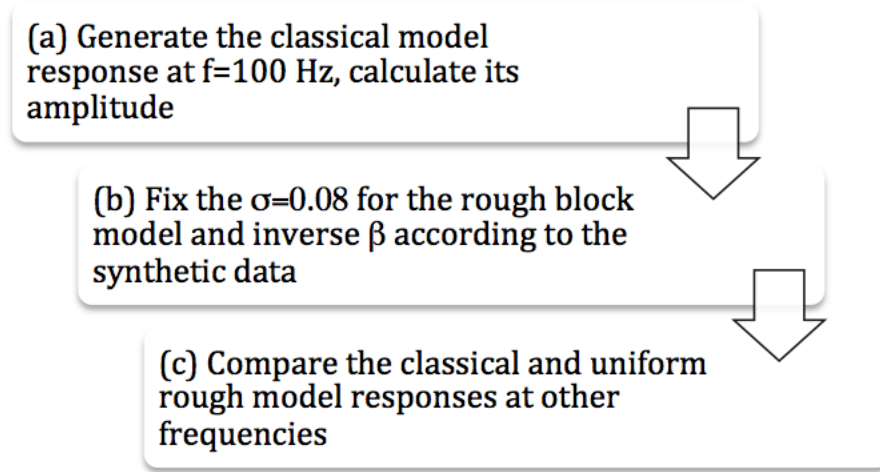 (a) Generate the classical model
response at f=100 Hz, calculate its
amplitude
(b) Fix the σ=0.08 for the rough block
model and inverse β according to the
synthetic data
(c) Compare the classical and uniform
rough model responses at other
frequencies